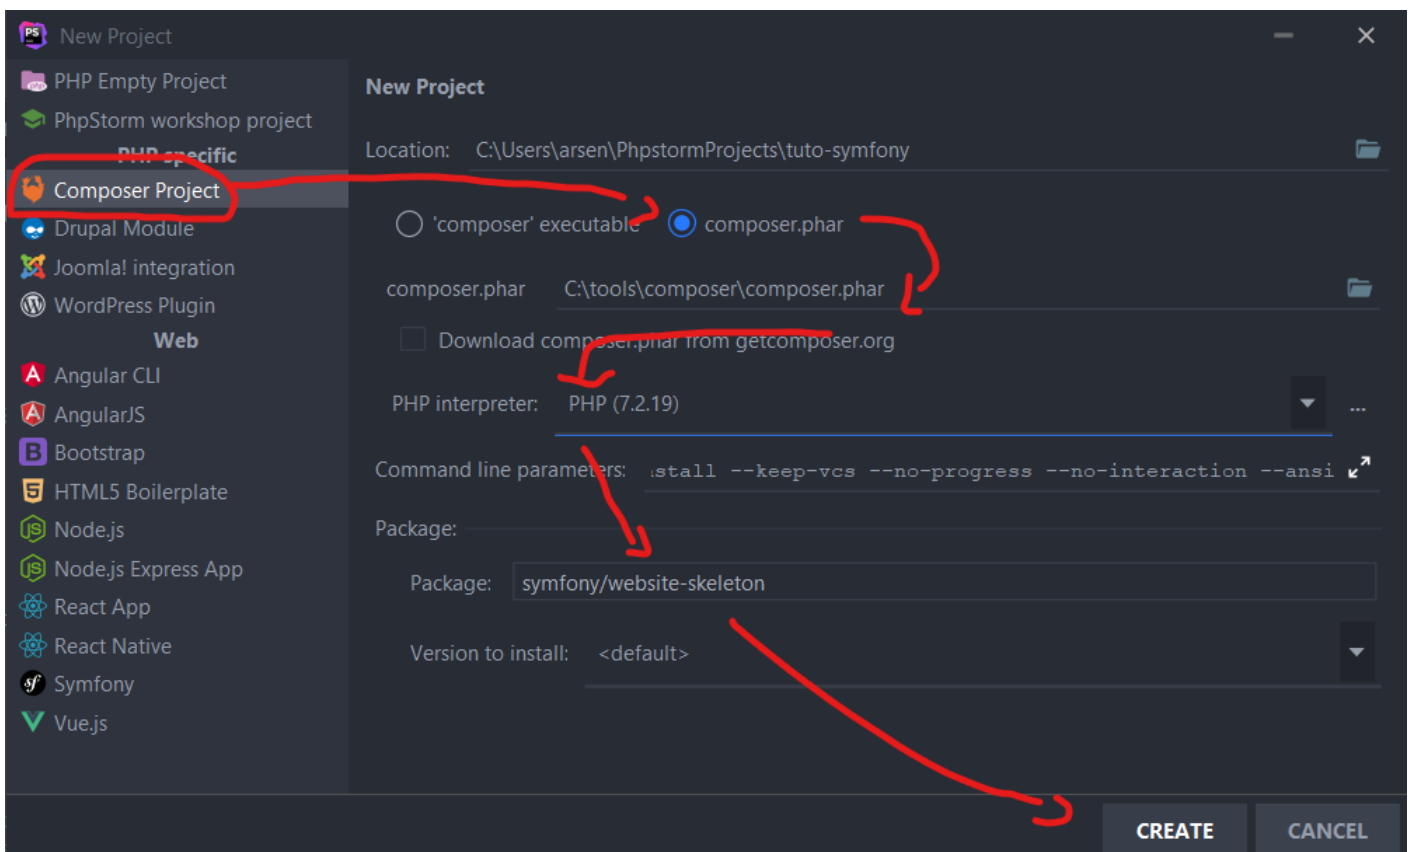 New Project
PHP Empty Project
PhpStorm workshop project
PHP specific
Composer Project
Drupal Module
Joomla! integration
WordPress Plugin
Web
Angular CLI
AngularJS
Bootstrap
HTML5 Boilerplate
Node.js
Node.js Express App
React App
React Native
Symfony
Vue.js
New Project
Location: C:\Users\arsen\PhpstormProjects\tuto-symfony
'composer' executable composer.phar
composer.phar C:\tools\composer\composer.phar
Download composer.phar from getcomposer.org
PHP interpreter: PHP (7.2.19) ...
Command line parameters: stall --keep-vcs --no-progress --no-interaction --ansi
Package:
Package: symfony/website-skeleton
Version to install: <default>
CREATE CANCEL